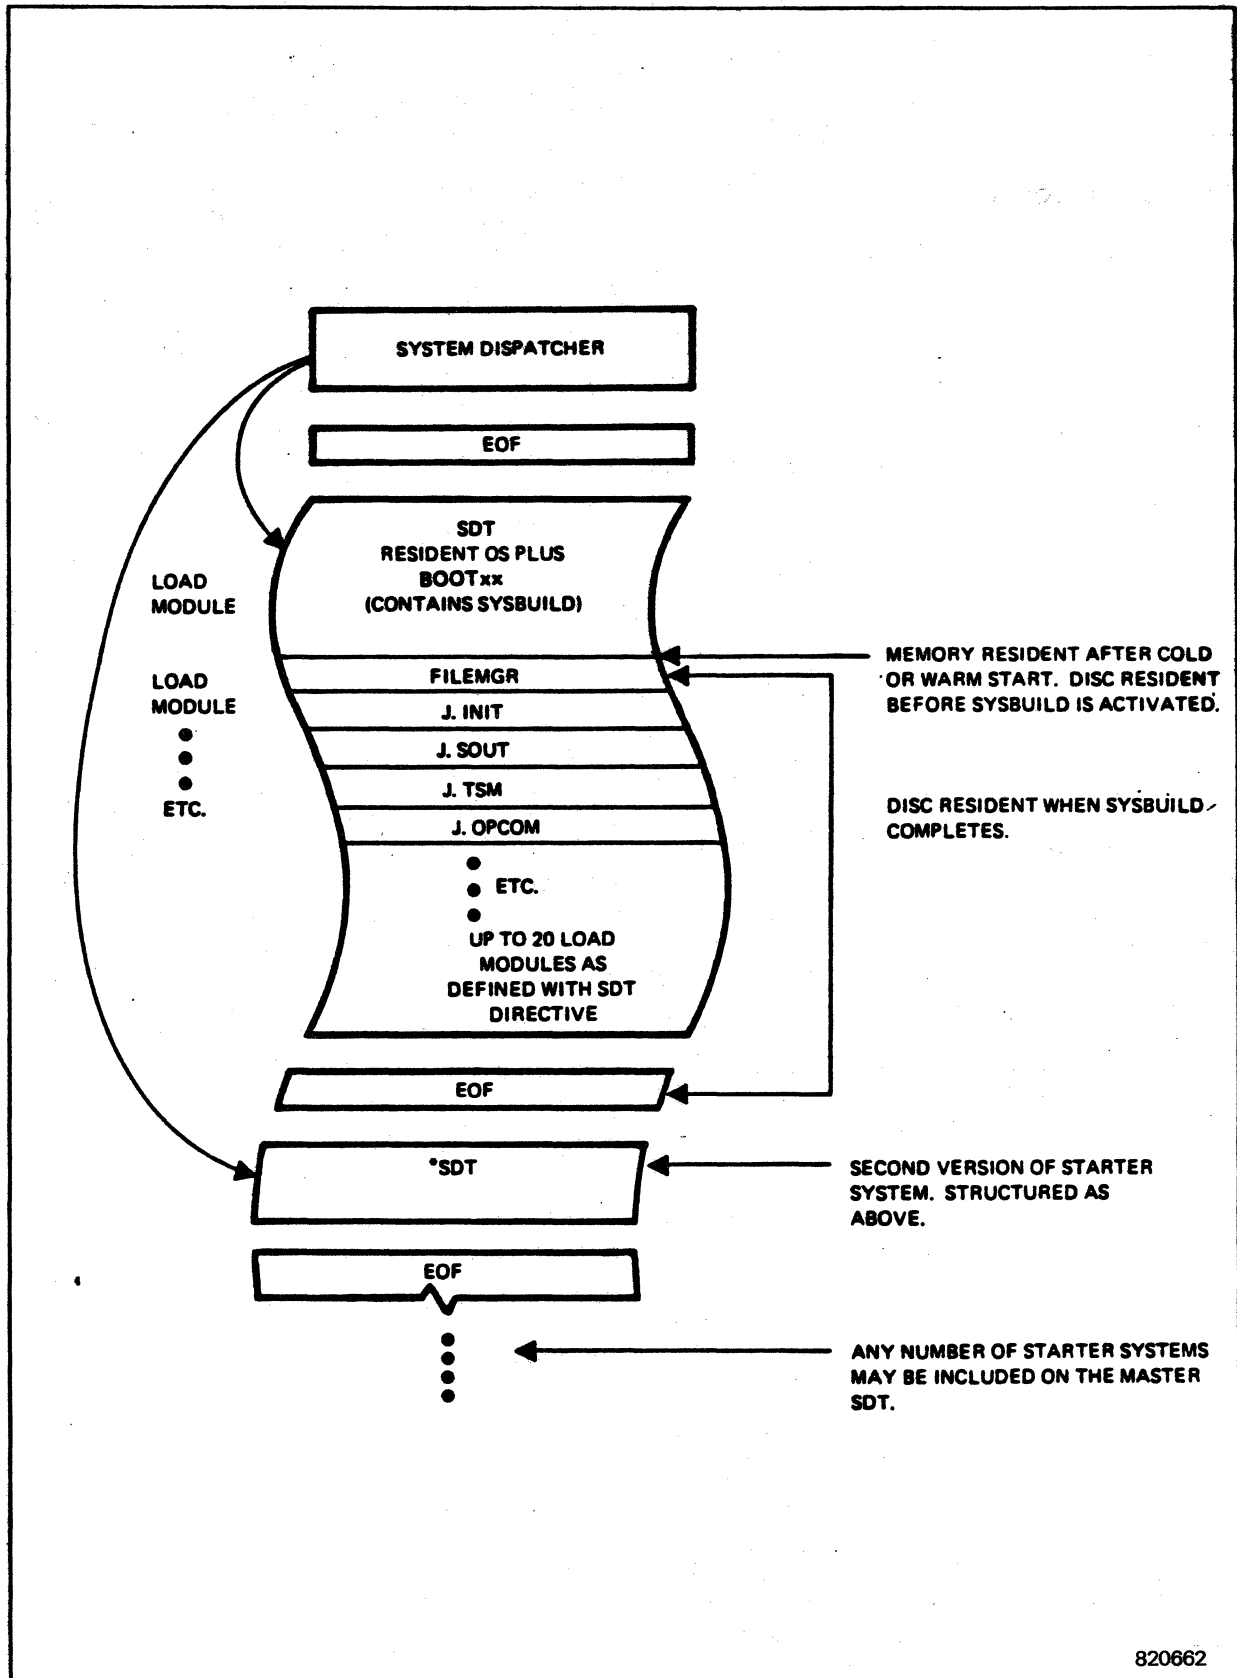 SYSTEM DISPATCHER
EOF
SDT
RESIDENT OS PLUS
BOOTxx
(CONTAINS SYSBUILD)
LOAD
MODULE
LOAD
MODULE
ETC.
FILEMGR
J. INIT
J. SOUT
J. TSM
J. OPCOM
ETC.
UP TO 20 LOAD
MODULES AS
DEFINED WITH SDT
DIRECTIVE
MEMORY RESIDENT AFTER COLD
OR WARM START. DISC RESIDENT
BEFORE SYSBUILD IS ACTIVATED.
DISC RESIDENT WHEN SYSBUILD
COMPLETES.
EOF
*SDT
SECOND VERSION OF STARTER
SYSTEM. STRUCTURED AS
ABOVE.
EOF
ANY NUMBER OF STARTER SYSTEMS
MAY BE INCLUDED ON THE MASTER
SDT.
820662